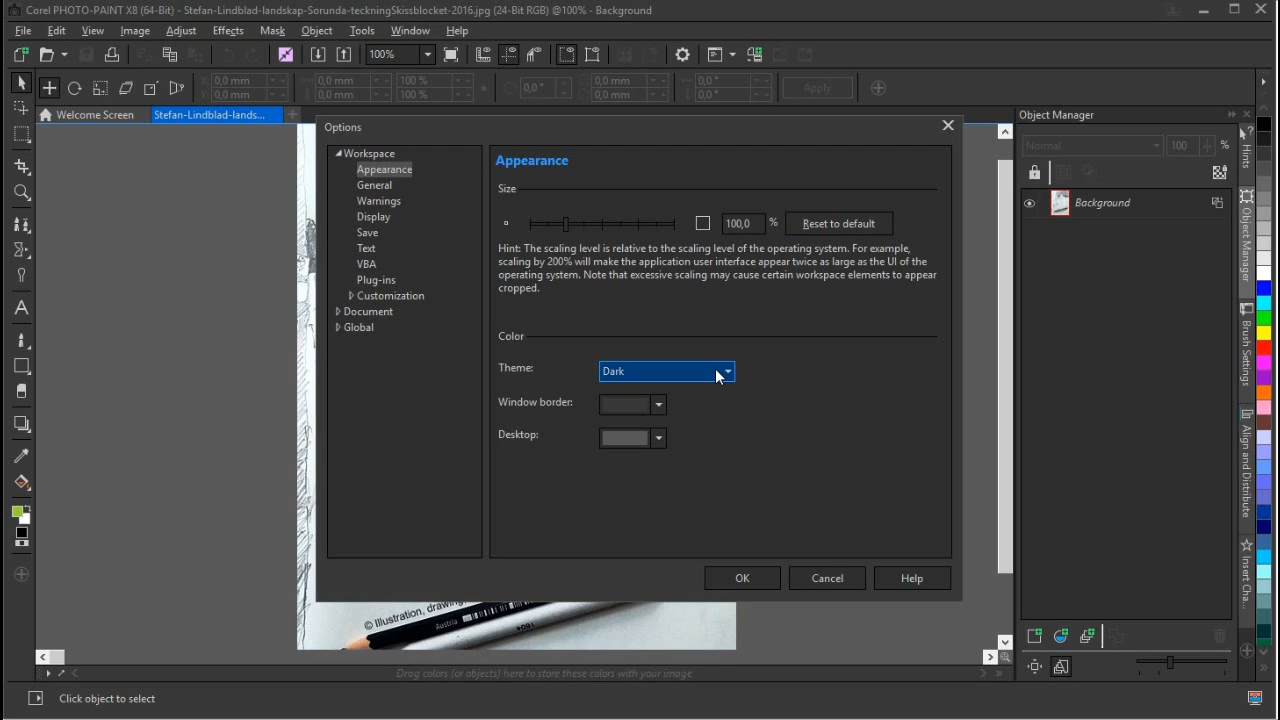 Corel PHOTO-PAINT X8 (64-Bit) - Stefan-Lindblad-landskap-Sorunda-teckningSkissblocket-2016.jpg (24-Bit RGB) @100% - Background
File Edit View Image Adjust Effects Mask Object Tools Window Help
100%
X: 0,0 mm 0,0 mm 100 % 0,0 ° 0,0 mm 0,0 ° Apply
Y: 0,0 mm 0,0 mm 100 % 0,0 mm 0,0 °
Welcome Screen Stefan-Lindblad-lands... Object Manager
Options
Workspace
Appearance
General
Warnings
Display
Save
Text
VBA
Plug-ins
Customization
Document
Global
Appearance
Size
100,0 % Reset to default
Hint: The scaling level is relative to the scaling level of the operating system. For example,
scaling by 200% will make the application user interface appear twice as large as the UI of the
operating system. Note that excessive scaling may cause certain workspace elements to appear
cropped.
Color
Theme: Dark
Window border:
Desktop:
OK Cancel Help
Normal 100 %
Background
Hints
Object Manager
Brush Settings
Align and Distribute
Insert Cha...
© Illustration, drawing
Austria
Drag colors (or objects) here to store these colors with your image
Click object to select